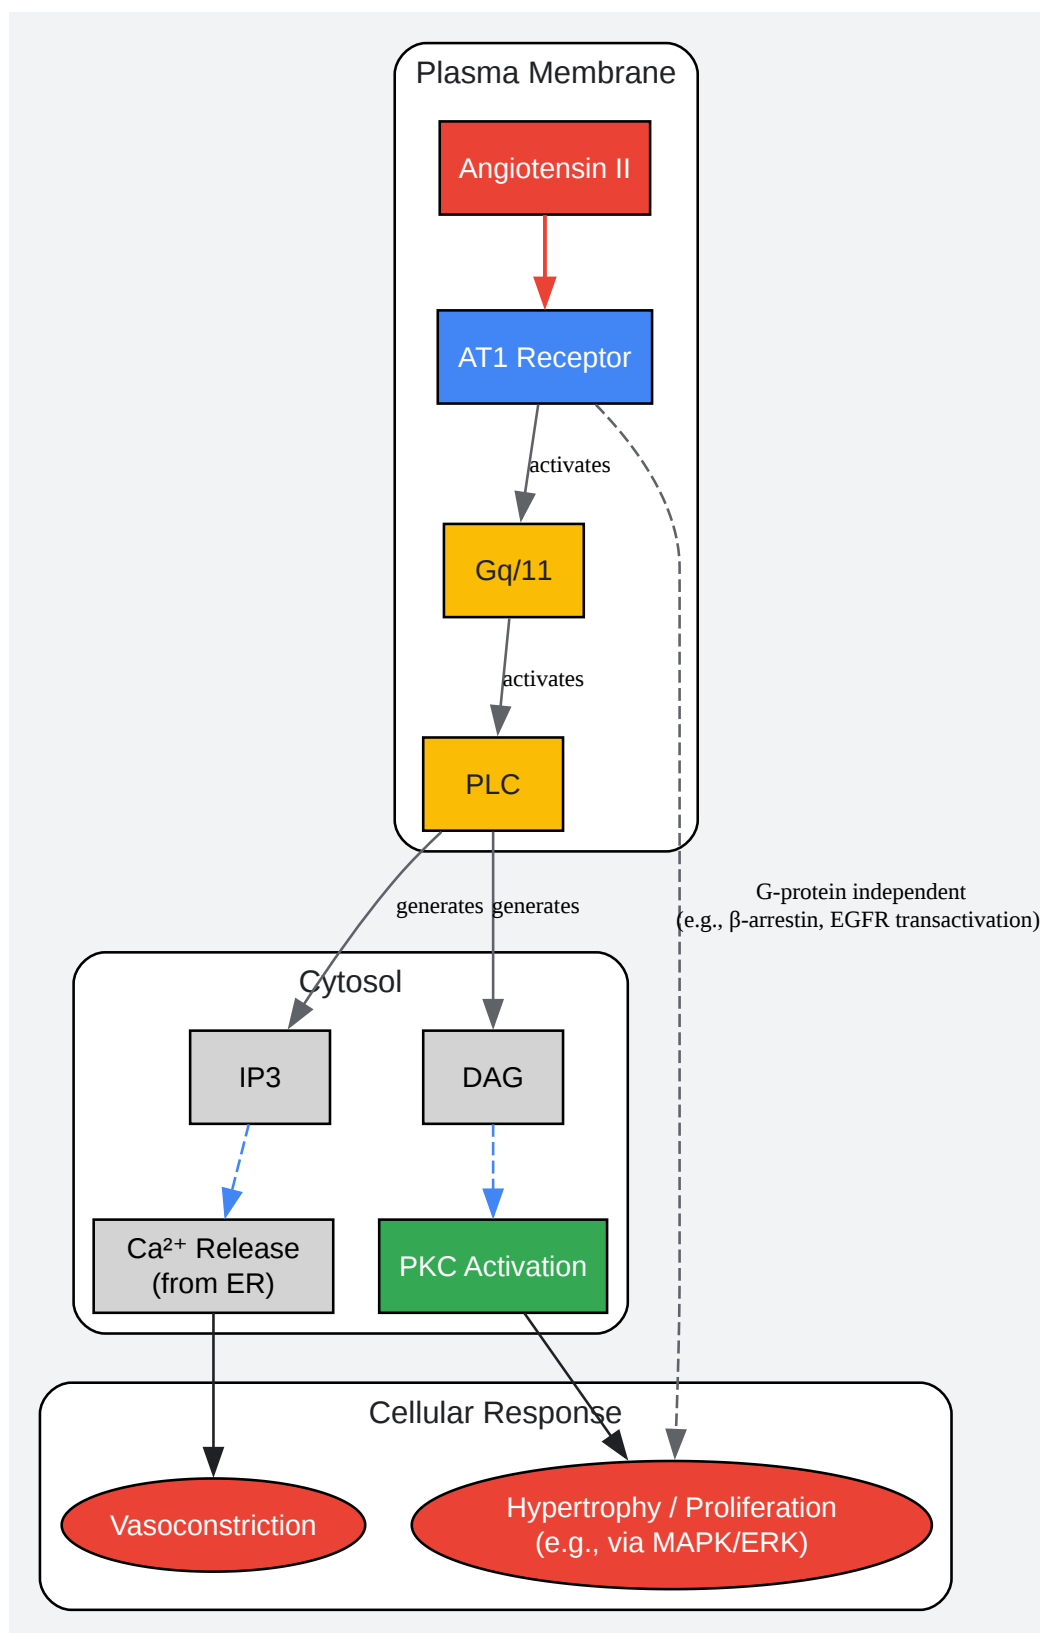 Plasma Membrane
Angiotensin II
AT1 Receptor
activates
Gq/11
activates
PLC
G-protein independent
(e.g., β-arrestin, EGFR transactivation)
generates
generates
Cytosol
IP3
DAG
Ca²⁺ Release
(from ER)
PKC Activation
Cellular Response
Vasoconstriction
Hypertrophy / Proliferation
(e.g., via MAPK/ERK)